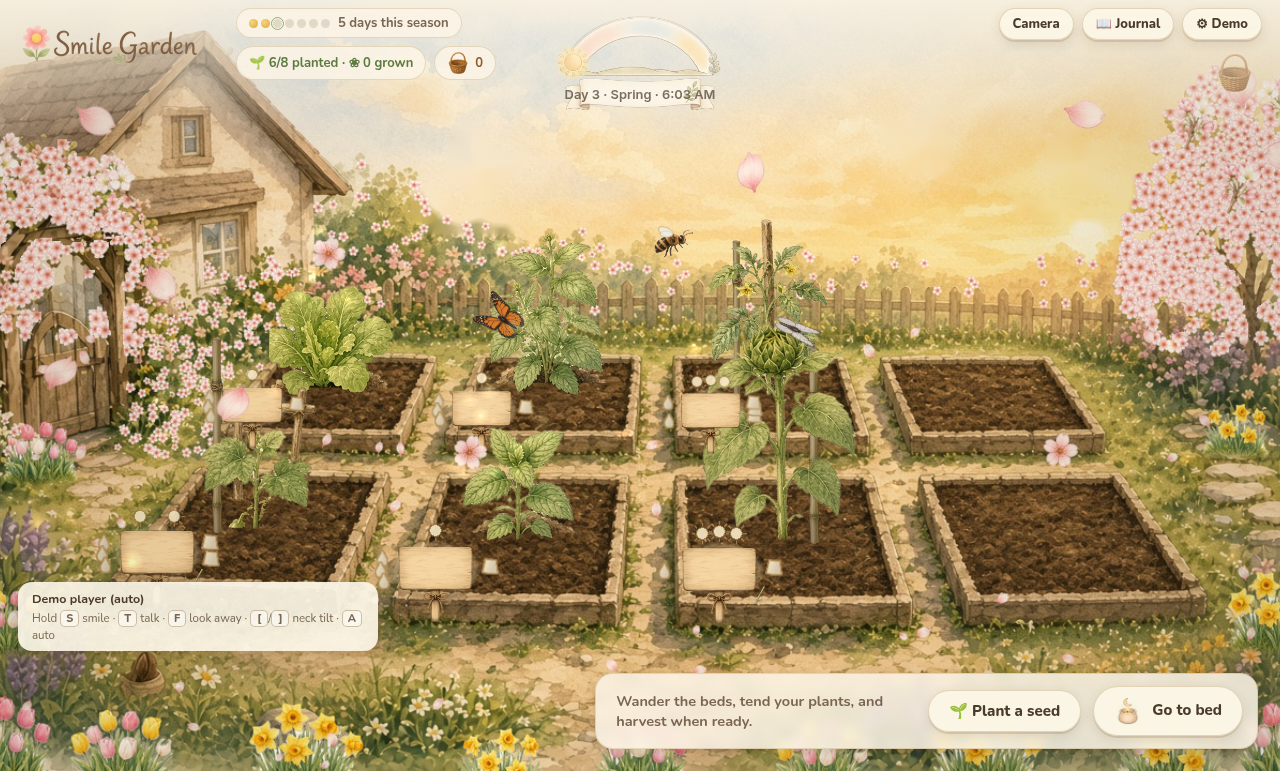 Smile Garden
5 days this season
🌱 6/8 planted · ❀ 0 grown
0
Day 3 · Spring · 6:03 AM
Camera
📖 Journal
⚙ Demo
Demo player (auto)
Hold S smile · T talk · F look away · [ / ] neck tilt · A
auto
Wander the beds, tend your plants, and
harvest when ready.
🌱 Plant a seed
Go to bed